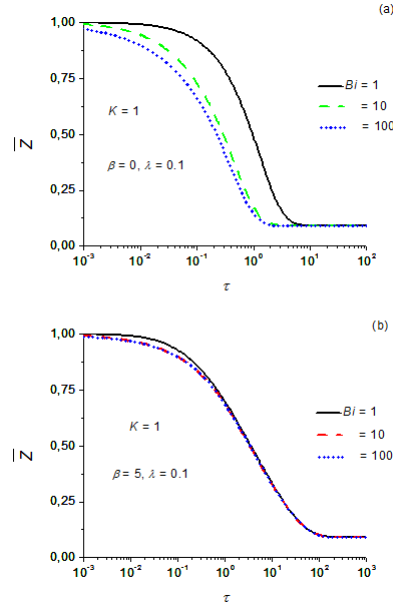 (a)
1,00
0,75
0,50
0,25
0,00
Z̅
Bi = 1
= 10
= 100
K = 1
β = 0, λ = 0.1
10⁻³ 10⁻² 10⁻¹ 10⁰ 10¹ 10²
τ
(b)
1,00
0,75
0,50
0,25
0,00
Z̅
Bi = 1
= 10
= 100
K = 1
β = 5, λ = 0.1
10⁻³ 10⁻² 10⁻¹ 10⁰ 10¹ 10² 10³
τ